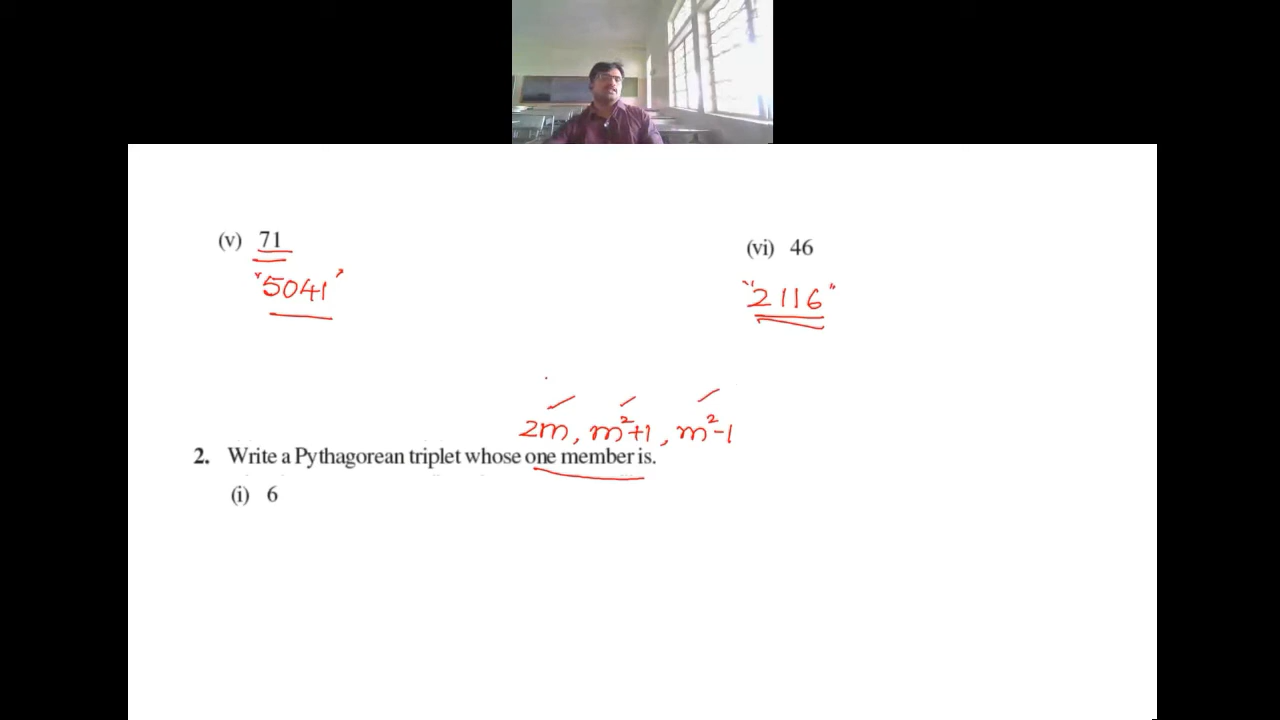 (v) 71
(vi) 46
"5041"
"2116"
2m, m²+1, m²-1
2. Write a Pythagorean triplet whose one member is.
(i) 6